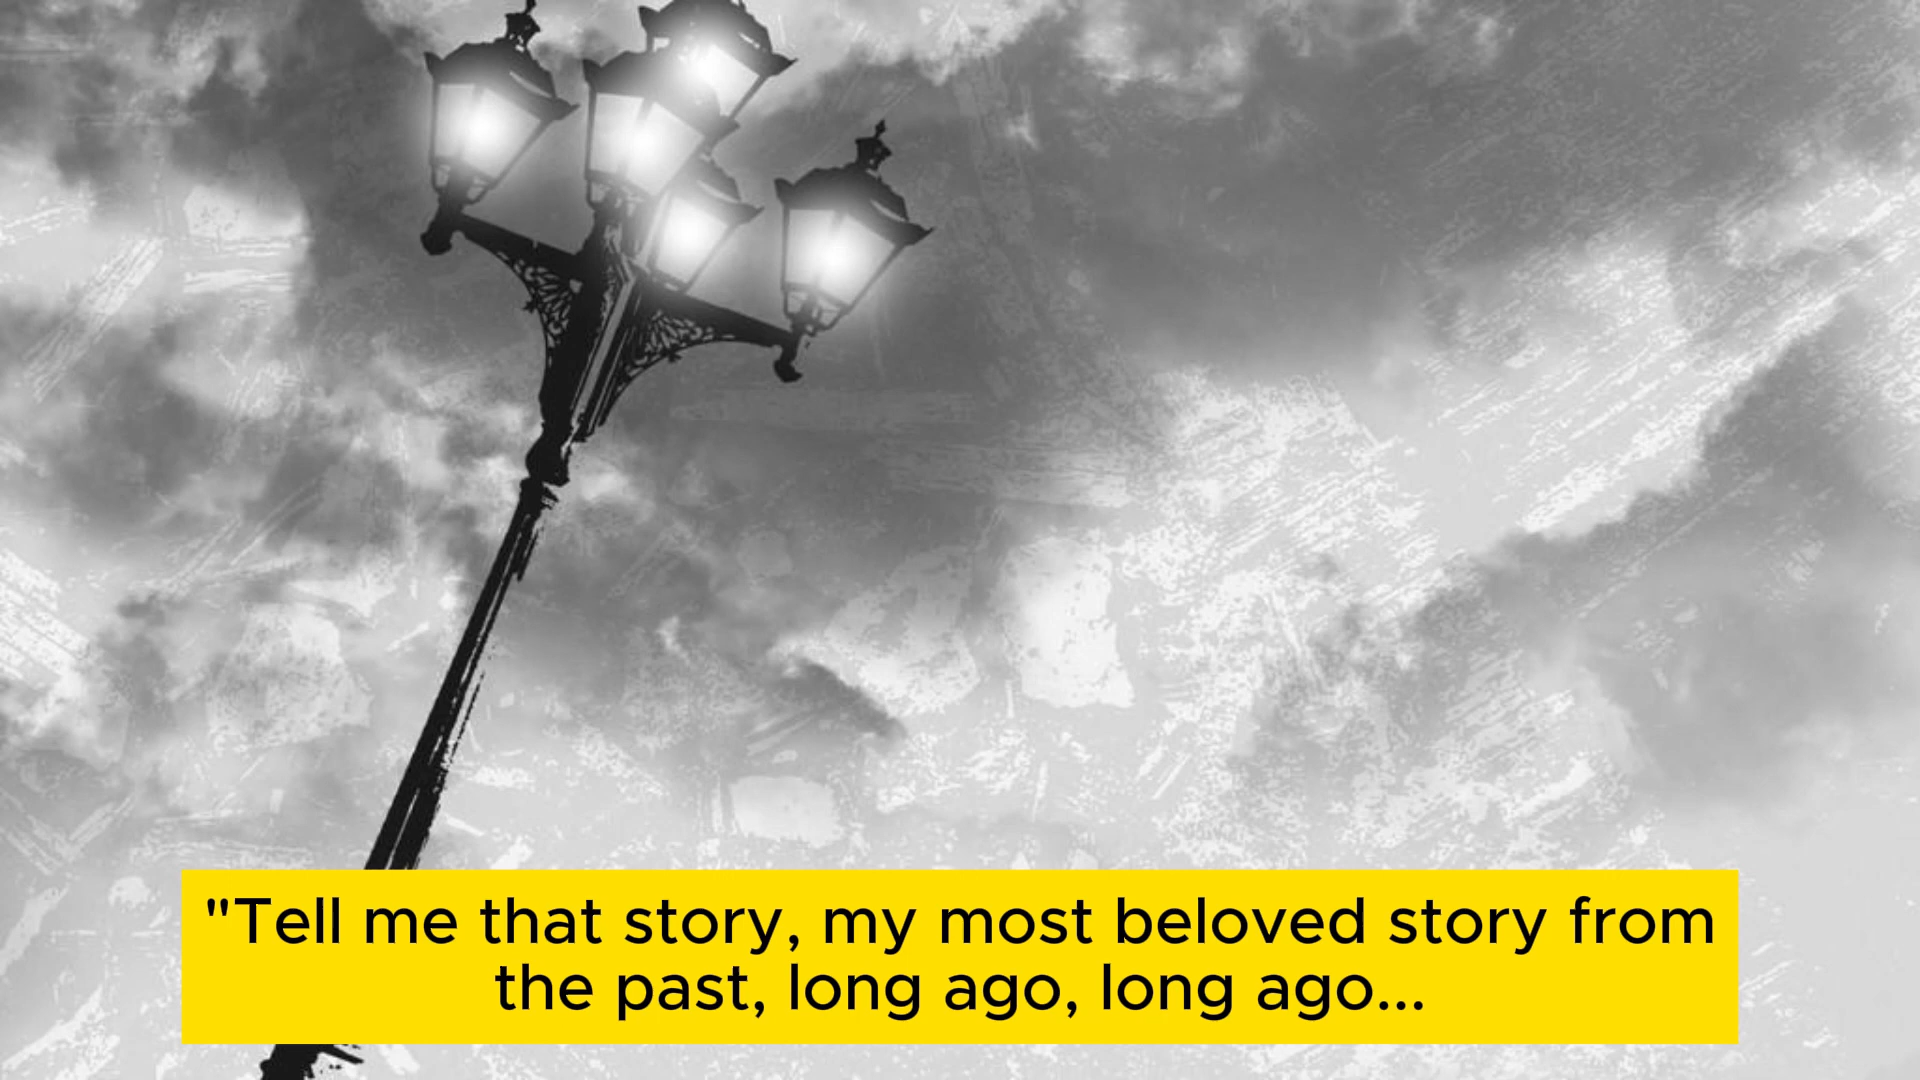 "Tell me that story, my most beloved story from
the past, long ago, long ago...